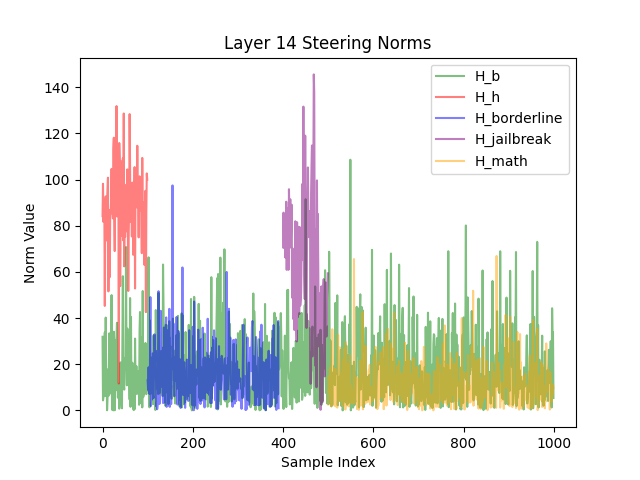 Layer 14 Steering Norms
Norm Value
140
120
100
80
60
40
20
0
0
200
400
600
800
1000
Sample Index
H_b
H_h
H_borderline
H_jailbreak
H_math